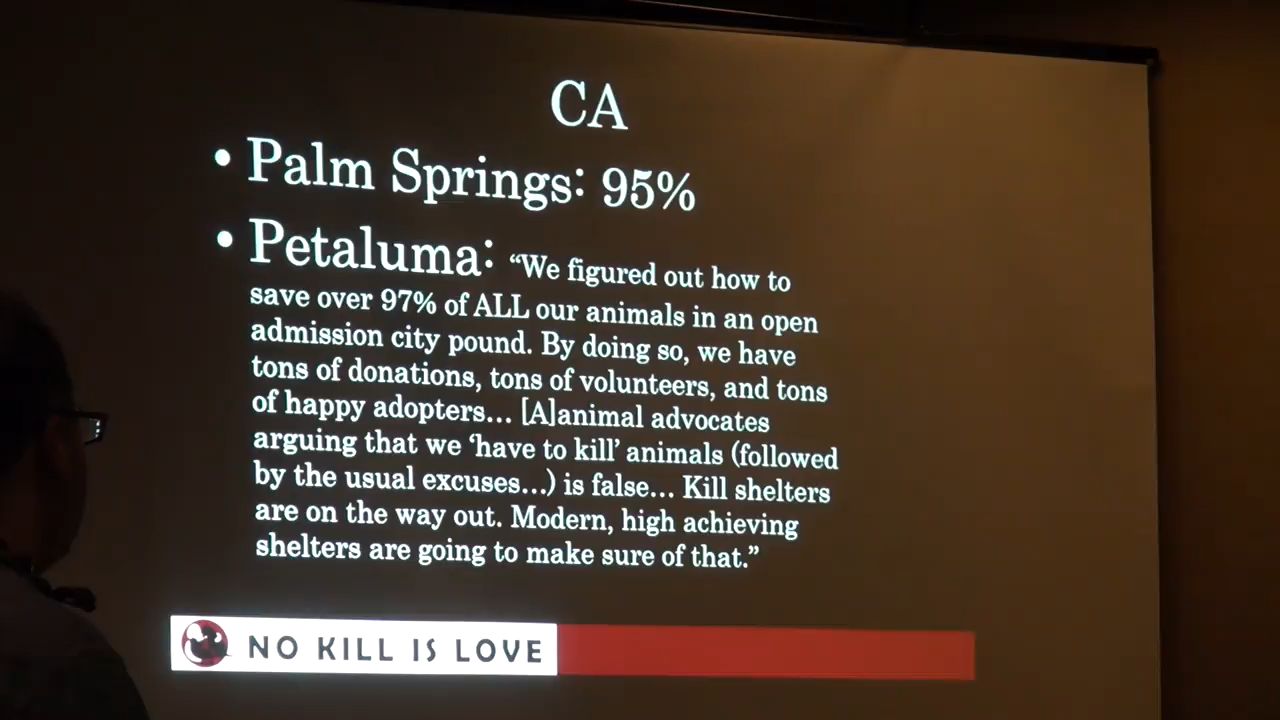 CA
• Palm Springs: 95%
• Petaluma: “We figured out how to
save over 97% of ALL our animals in an open
admission city pound. By doing so, we have
tons of donations, tons of volunteers, and tons
of happy adopters… [A]animal advocates
arguing that we ‘have to kill’ animals (followed
by the usual excuses…) is false… Kill shelters
are on the way out. Modern, high achieving
shelters are going to make sure of that.”
NO KILL IS LOVE